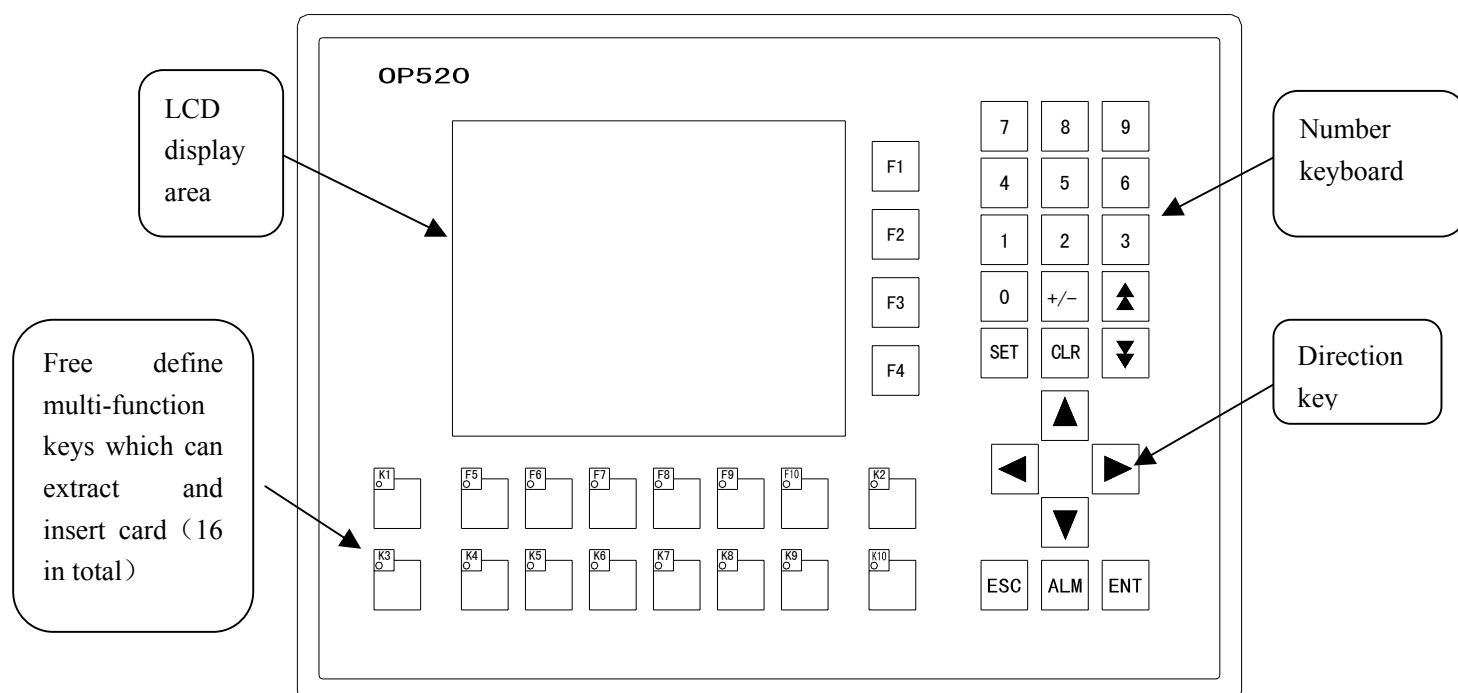 OP520
LCD
display
area
7 8 9
Number
keyboard
F1
4 5 6
F2
1 2 3
F3
0 +/-
SET CLR
F4
Direction
key
Free define
multi-function
keys which can
extract and
insert card（16
in total）
K1 F5 F6 F7 F8 F9 F10 K2
K3 K4 K5 K6 K7 K8 K9 K10
ESC ALM ENT